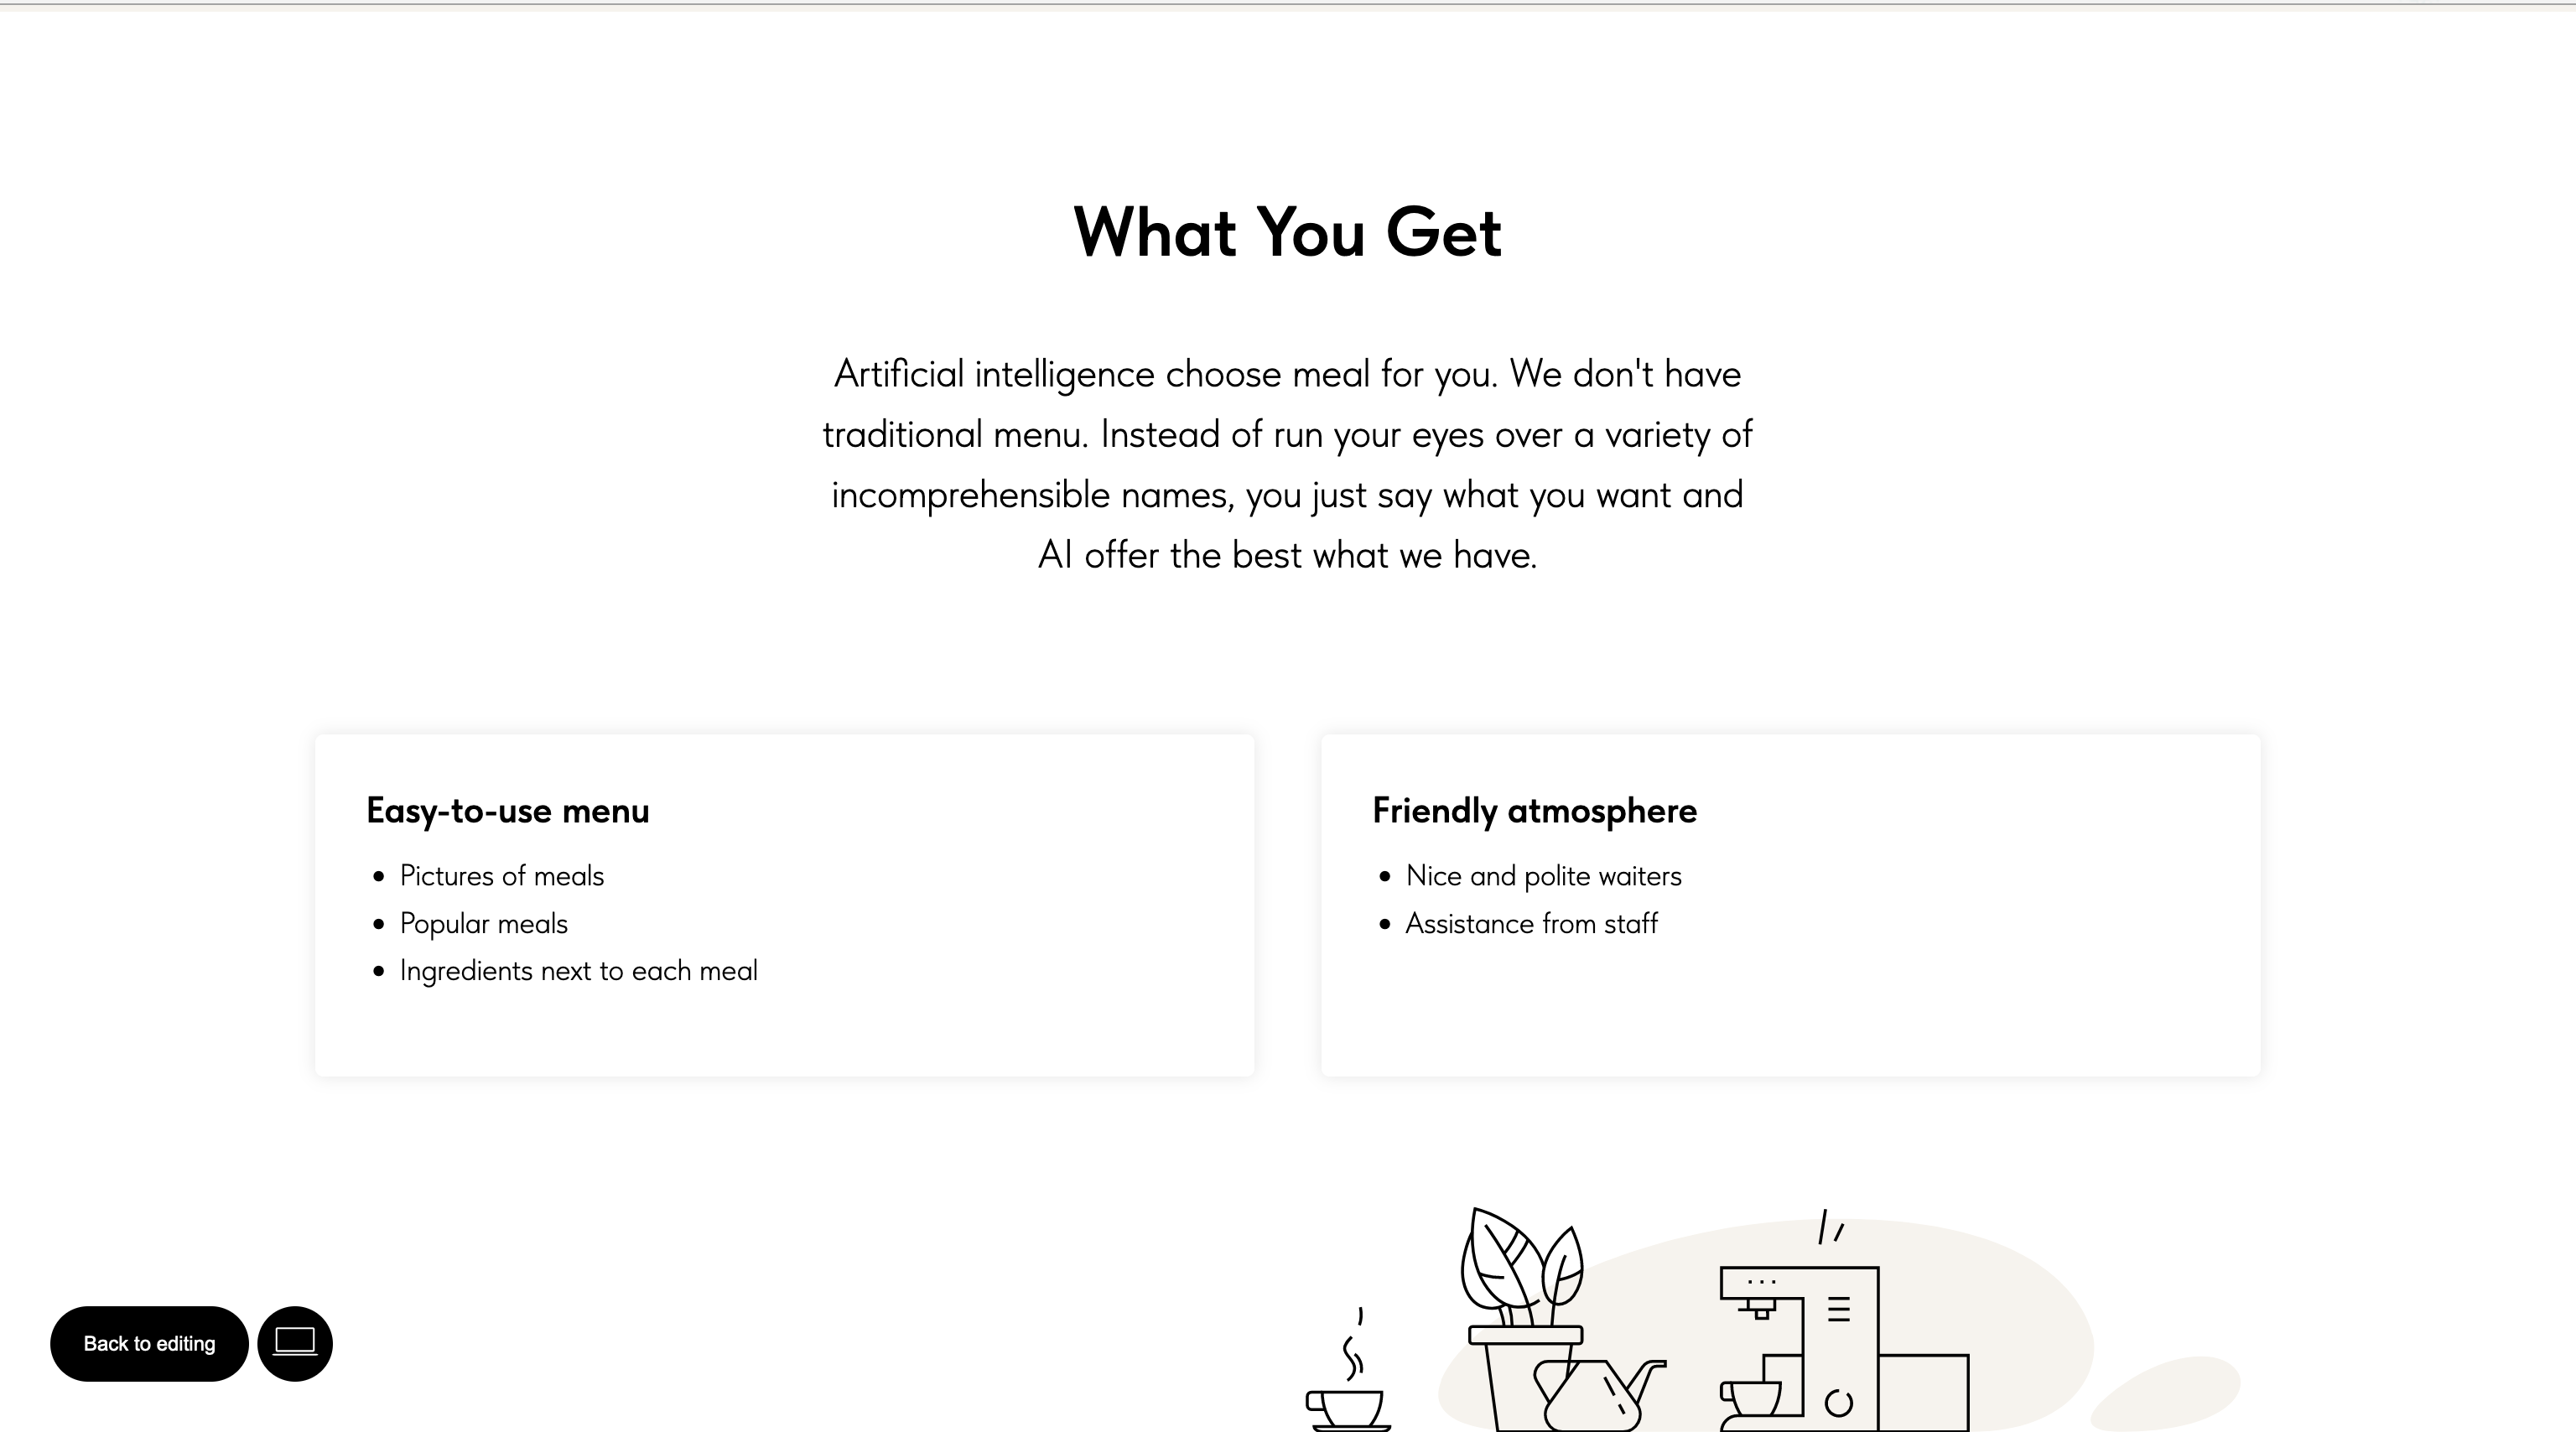 What You Get
Artificial intelligence choose meal for you. We don't have
traditional menu. Instead of run your eyes over a variety of
incomprehensible names, you just say what you want and
AI offer the best what we have.
Easy-to-use menu
Pictures of meals
Popular meals
Ingredients next to each meal
Friendly atmosphere
Nice and polite waiters
Assistance from staff
Back to editing